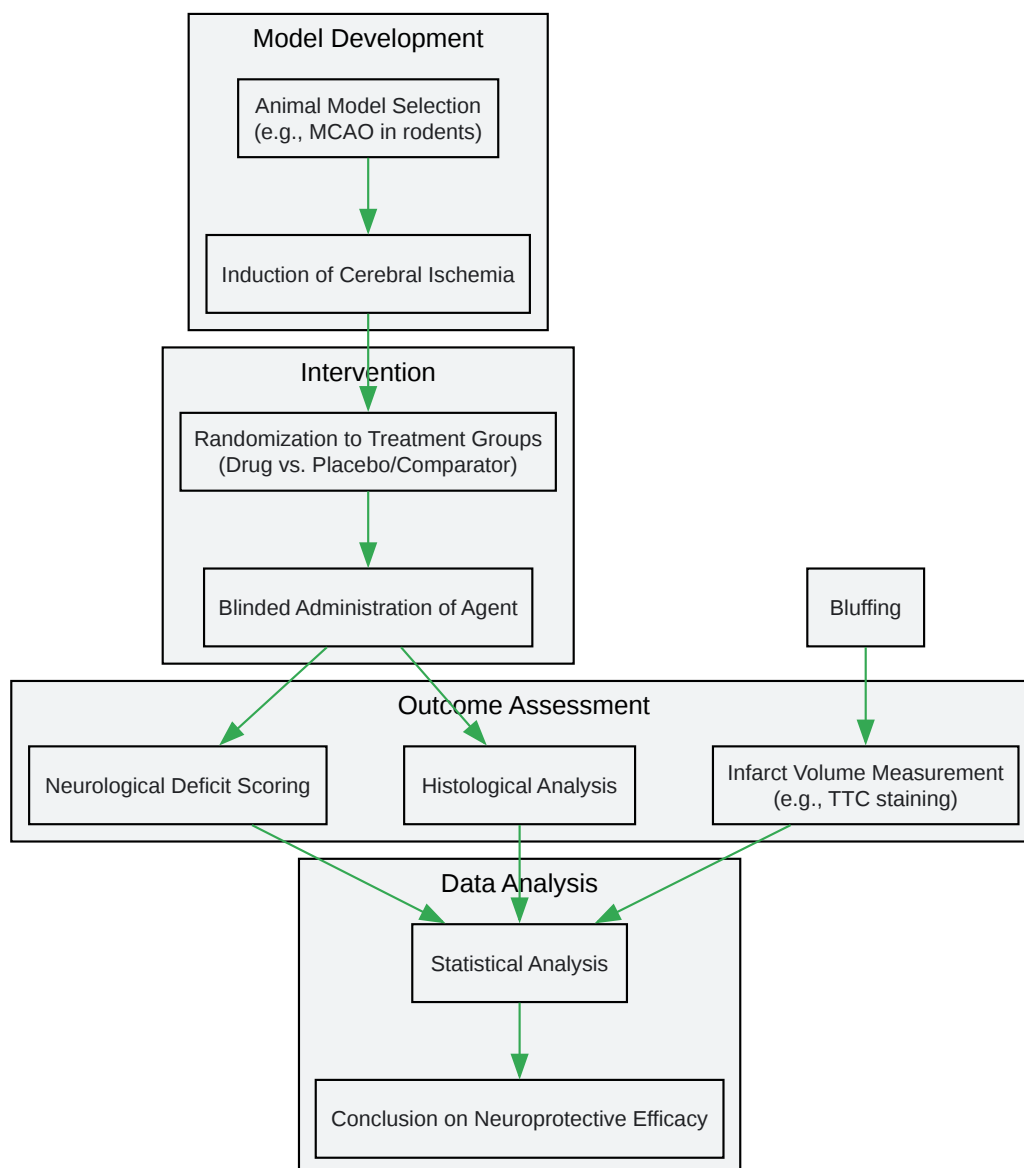 Model Development
Animal Model Selection
(e.g., MCAO in rodents)
Induction of Cerebral Ischemia
Intervention
Randomization to Treatment Groups
(Drug vs. Placebo/Comparator)
Blinded Administration of Agent
Bluffing
Outcome Assessment
Neurological Deficit Scoring
Histological Analysis
Infarct Volume Measurement
(e.g., TTC staining)
Data Analysis
Statistical Analysis
Conclusion on Neuroprotective Efficacy